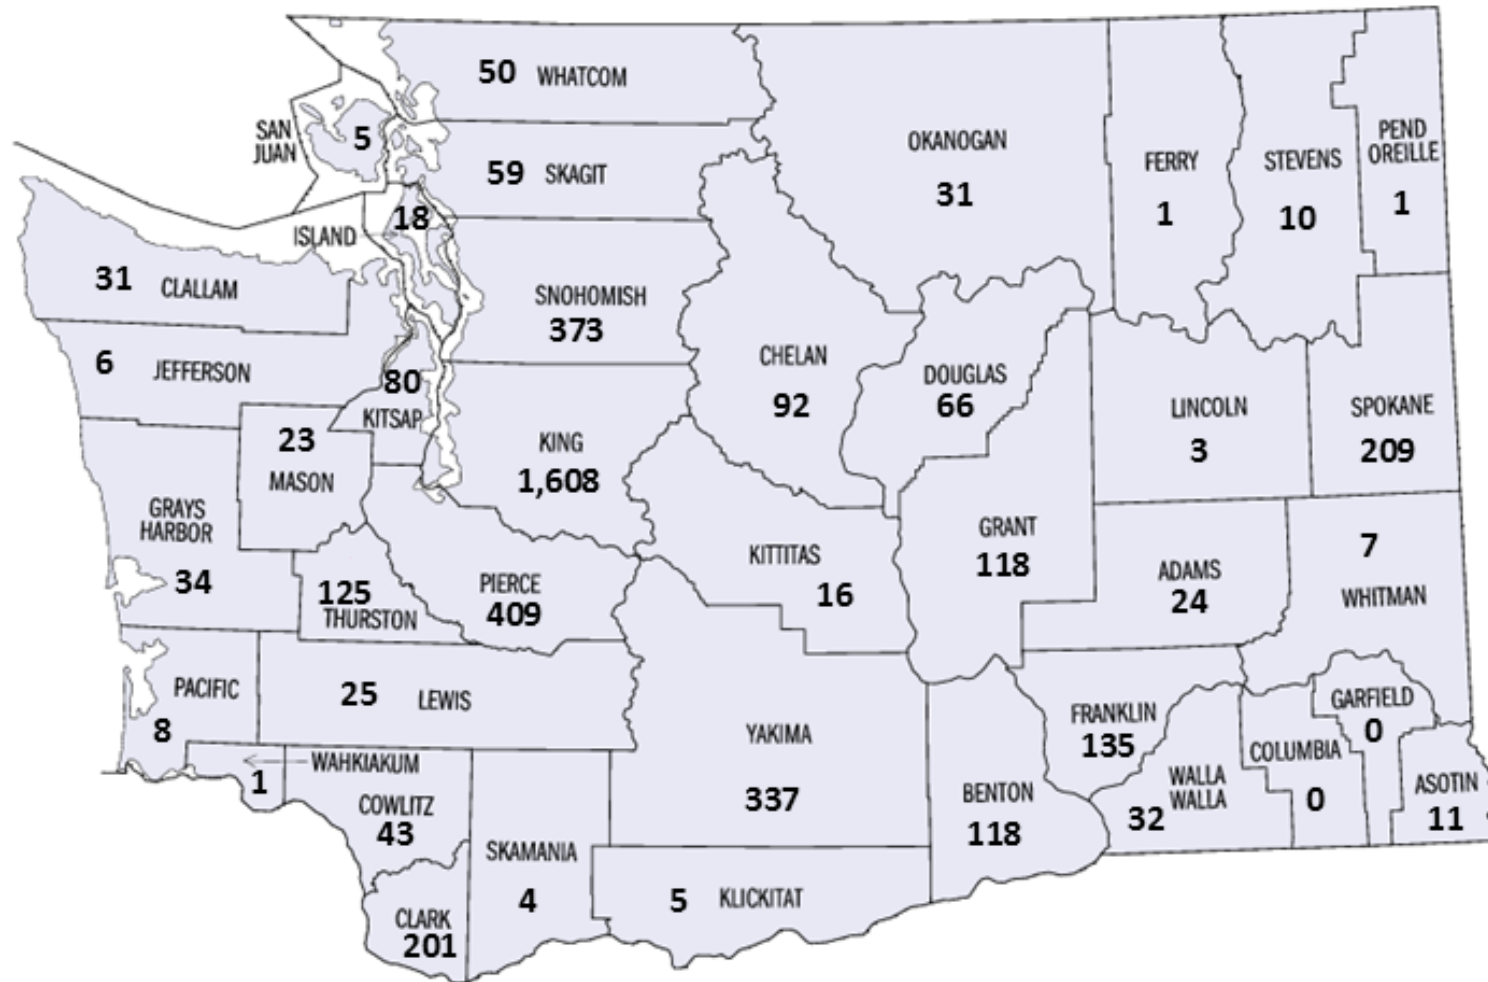 50 WHATCOM
SAN
JUAN
5
59 SKAGIT
OKANOGAN
31
FERRY
1
STEVENS
10
PEND
OREILLE
1
18
ISLAND
31 CLALLAM
SNOHOMISH
373
6 JEFFERSON
80
KITSAP
CHELAN
92
DOUGLAS
66
LINCOLN
3
SPOKANE
209
23
MASON
KING
1,608
GRAYS
HARBOR
34
125
THURSTON
PIERCE
409
KITTITAS
16
GRANT
118
ADAMS
24
7
WHITMAN
PACIFIC
8
25 LEWIS
YAKIMA
337
FRANKLIN
135
GARFIELD
0
COLUMBIA
0
WALLA
WALLA
32
ASOTIN
11
WAHKIAKUM
1
COWLITZ
43
BENTON
118
SKAMANIA
4
5 KLICKITAT
CLARK
201